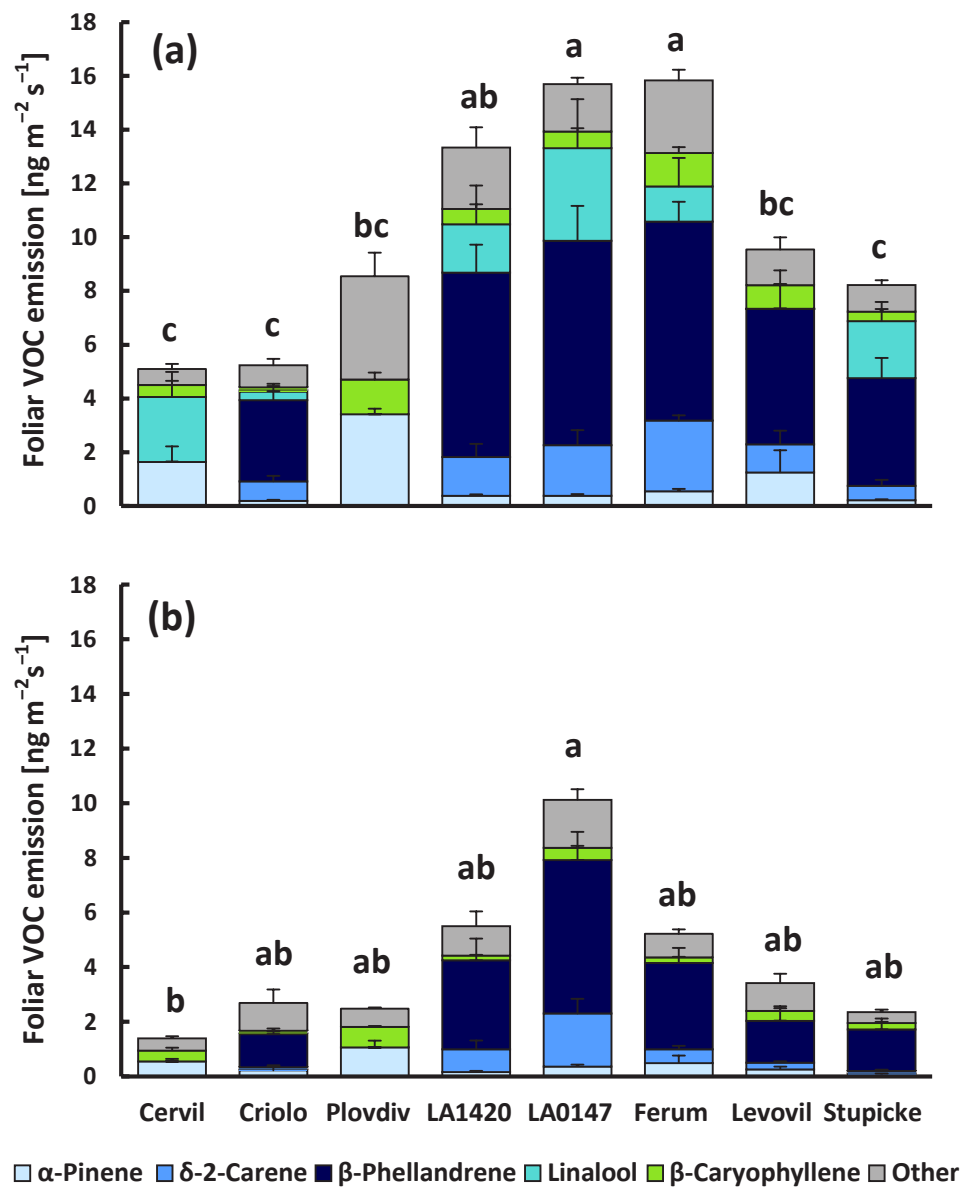 (a)
Foliar VOC emission [ng m⁻² s⁻¹]
18
16
14
12
10
8
6
4
2
0
c
c
bc
ab
a
a
bc
c
(b)
Foliar VOC emission [ng m⁻²s⁻¹]
18
16
14
12
10
8
6
4
2
0
b
ab
ab
ab
a
ab
ab
ab
Cervil Criolo Plovdiv LA1420 LA0147 Ferum Levovil Stupicke
α-Pinene δ-2-Carene β-Phellandrene Linalool β-Caryophyllene Other